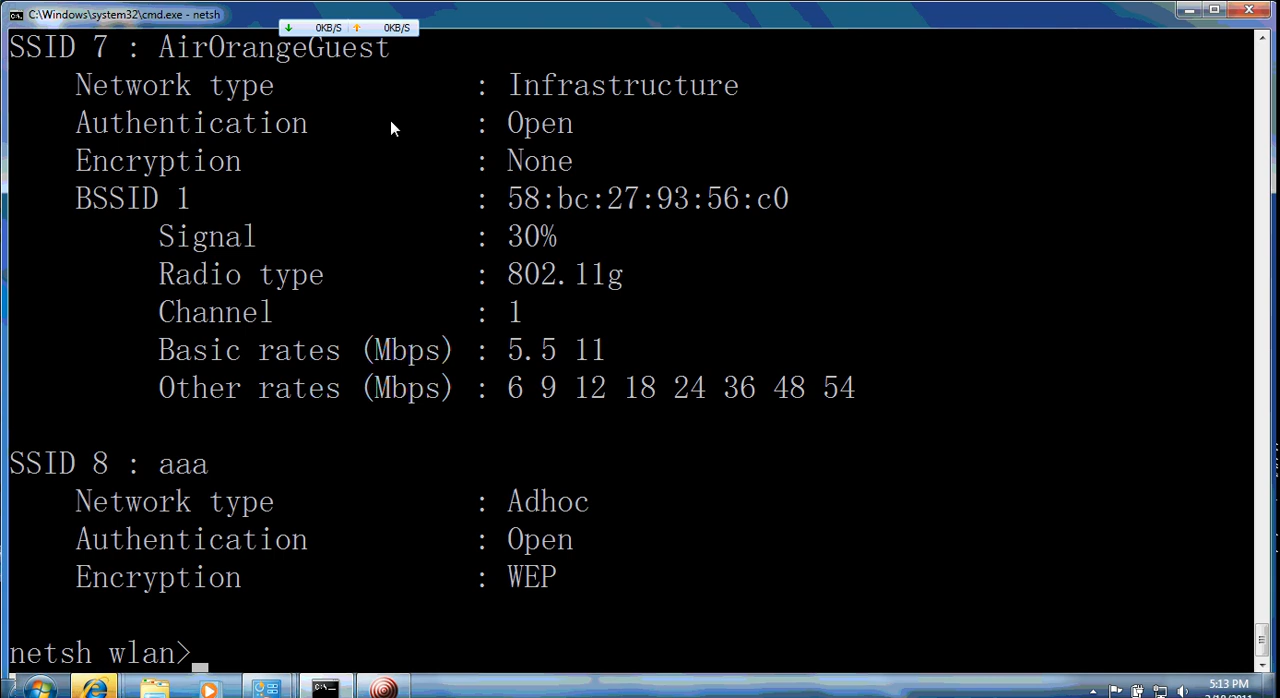 C:\Windows\system32\cmd.exe - netsh
0KB/S 0KB/S
SSID 7 : AirOrangeGuest
Network type : Infrastructure
Authentication : Open
Encryption : None
BSSID 1 : 58:bc:27:93:56:c0
Signal : 30%
Radio type : 802.11g
Channel : 1
Basic rates (Mbps) : 5.5 11
Other rates (Mbps) : 6 9 12 18 24 36 48 54
SSID 8 : aaa
Network type : Adhoc
Authentication : Open
Encryption : WEP
netsh wlan>
5:13 PM